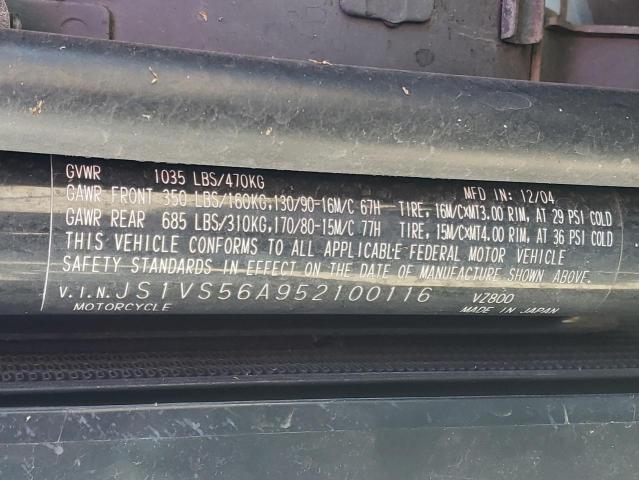 GVWR 1035 LBS/470KG MFD IN: 12/04
GAWR FRONT 350 LBS/160KG,130/90-16M/C 67H TIRE, 16M/C×MT3.00 RIM, AT 29 PSI COLD
GAWR REAR 685 LBS/310KG,170/80-15M/C 77H TIRE, 15M/C×MT4.00 RIM, AT 36 PSI COLD
THIS VEHICLE CONFORMS TO ALL APPLICABLE FEDERAL MOTOR VEHICLE
SAFETY STANDARDS IN EFFECT ON THE DATE OF MANUFACTURE SHOWN ABOVE.
V.I.N. JS1VS56A952100116 VZ800
MOTORCYCLE MADE IN JAPAN